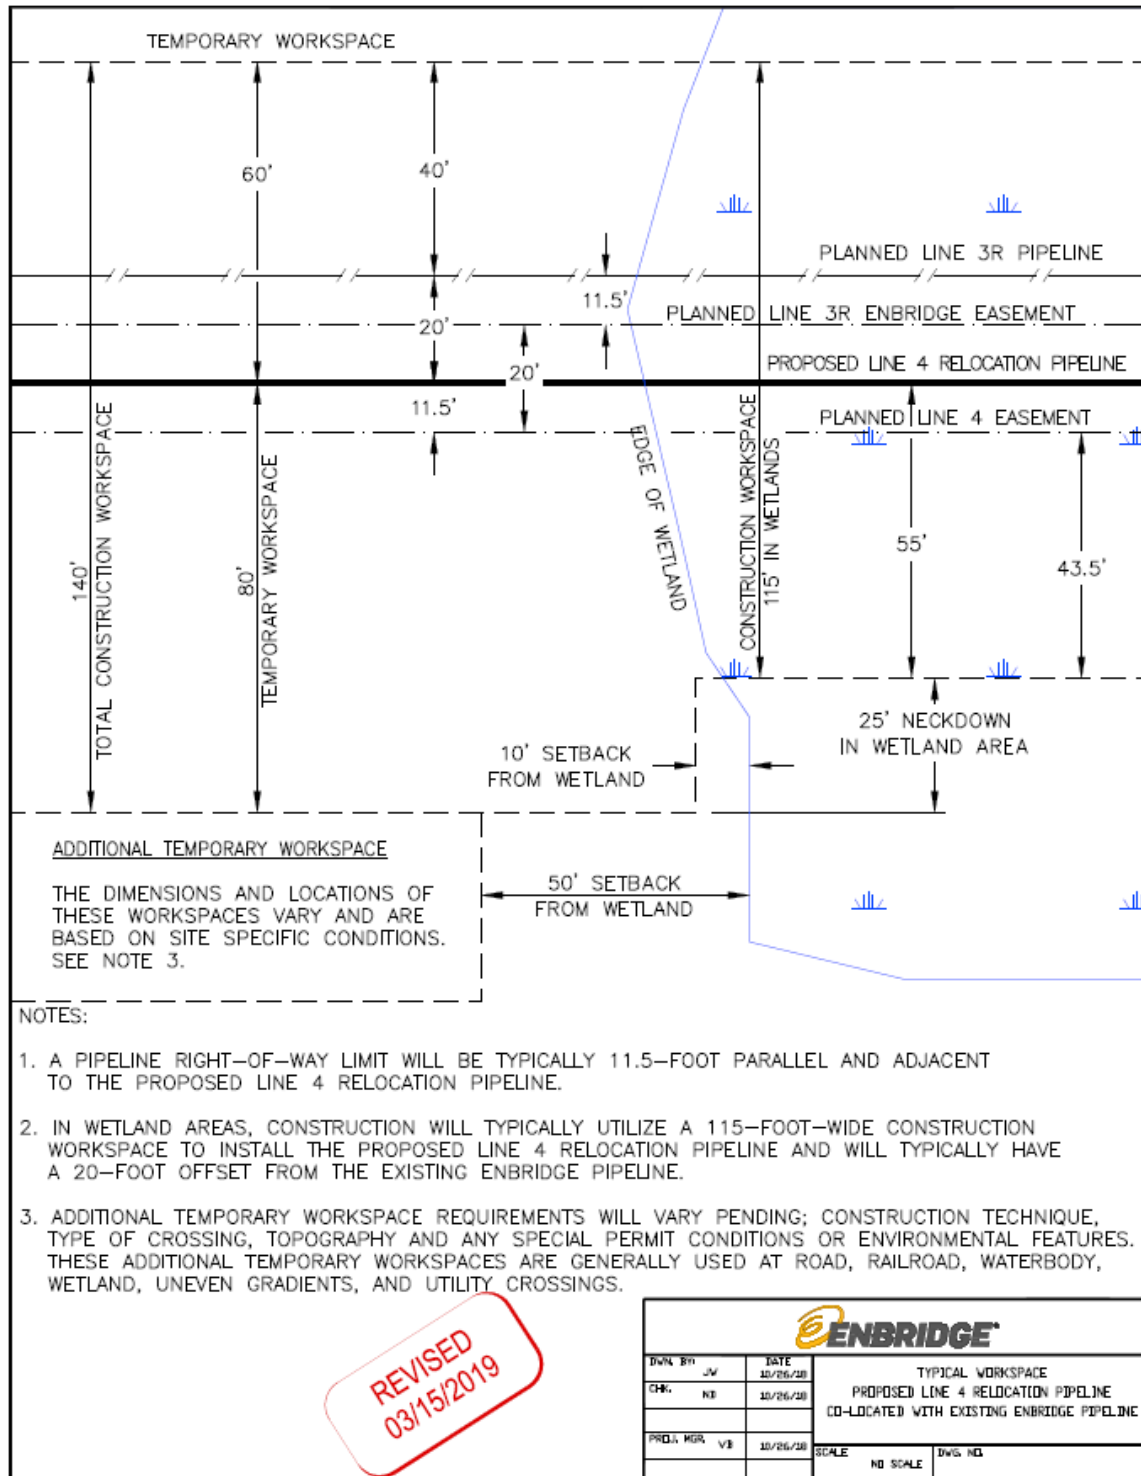 TEMPORARY WORKSPACE
60'
40'
PLANNED LINE 3R PIPELINE
11.5'
PLANNED LINE 3R ENBRIDGE EASEMENT
20'
PROPOSED LINE 4 RELOCATION PIPELINE
20'
11.5'
PLANNED LINE 4 EASEMENT
140'
TOTAL CONSTRUCTION WORKSPACE
80'
TEMPORARY WORKSPACE
EDGE OF WETLAND
CONSTRUCTION WORKSPACE
115' IN WETLANDS
55'
43.5'
25' NECKDOWN
IN WETLAND AREA
10' SETBACK
FROM WETLAND
ADDITIONAL TEMPORARY WORKSPACE
THE DIMENSIONS AND LOCATIONS OF
THESE WORKSPACES VARY AND ARE
BASED ON SITE SPECIFIC CONDITIONS.
SEE NOTE 3.
50' SETBACK
FROM WETLAND
NOTES:
1. A PIPELINE RIGHT-OF-WAY LIMIT WILL BE TYPICALLY 11.5-FOOT PARALLEL AND ADJACENT
TO THE PROPOSED LINE 4 RELOCATION PIPELINE.
2. IN WETLAND AREAS, CONSTRUCTION WILL TYPICALLY UTILIZE A 115-FOOT-WIDE CONSTRUCTION
WORKSPACE TO INSTALL THE PROPOSED LINE 4 RELOCATION PIPELINE AND WILL TYPICALLY HAVE
A 20-FOOT OFFSET FROM THE EXISTING ENBRIDGE PIPELINE.
3. ADDITIONAL TEMPORARY WORKSPACE REQUIREMENTS WILL VARY PENDING; CONSTRUCTION TECHNIQUE,
TYPE OF CROSSING, TOPOGRAPHY AND ANY SPECIAL PERMIT CONDITIONS OR ENVIRONMENTAL FEATURES.
THESE ADDITIONAL TEMPORARY WORKSPACES ARE GENERALLY USED AT ROAD, RAILROAD, WATERBODY,
WETLAND, UNEVEN GRADIENTS, AND UTILITY CROSSINGS.
REVISED
03/15/2019
ENBRIDGE
DWN. BY: JW
DATE 10/26/18
CHK. ND
10/26/18
PROJ. MGR. VB
10/26/18
TYPICAL WORKSPACE
PROPOSED LINE 4 RELOCATION PIPELINE
CO-LOCATED WITH EXISTING ENBRIDGE PIPELINE
SCALE
NO SCALE
DWG. NO.